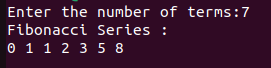 Enter the number of terms:7
Fibonacci Series :
0 1 1 2 3 5 8